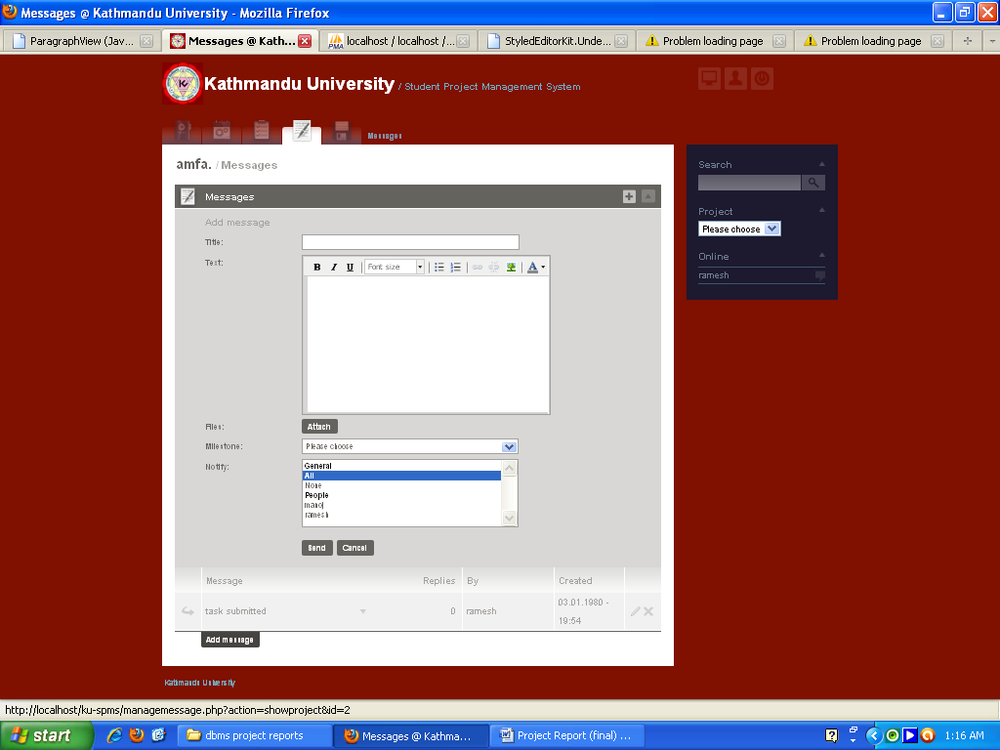 Messages @ Kathmandu University - Mozilla Firefox
ParagraphView (Jav...
Messages @ Kath...
localhost / localhost /...
StyledEditorKit.Unde...
Problem loading page
Problem loading page
Kathmandu University / Student Project Management System
Messages
amfa. / Messages
Messages
Add message
Title:
Text:
B I U Font size A
Files:
Attach
Milestone:
Please choose
Notify:
General
All
None
People
manoj
ramesh
Send Cancel
Message Replies By Created
task submitted 0 ramesh 03.01.1980 -
19:54
Add message
Kathmandu University
Search
Project
Please choose
Online
ramesh
http://localhost/ku-spms/managemessage.php?action=showproject&id=2
start
dbms project reports
Messages @ Kathma...
Project Report (final) ...
1:16 AM